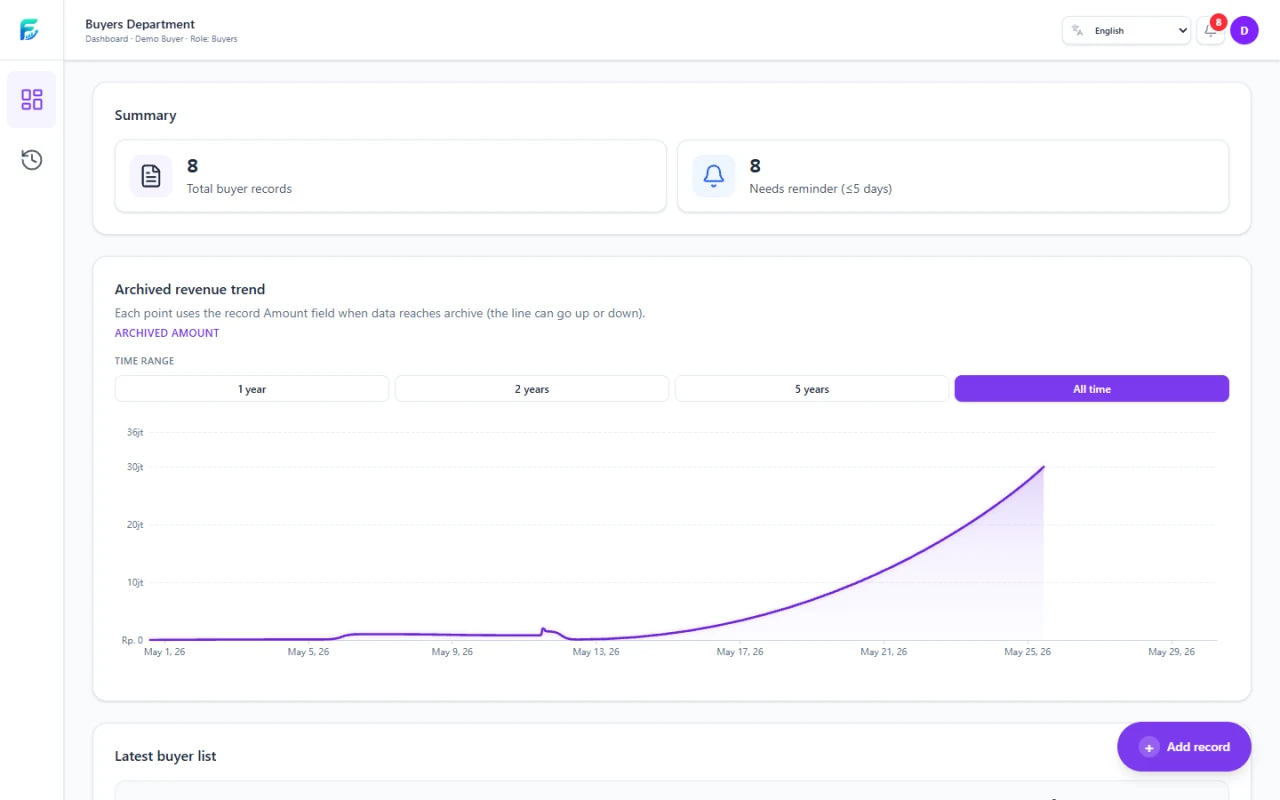 Buyers Department
Dashboard · Demo Buyer · Role: Buyers
English
8
D
Summary
8
Total buyer records
8
Needs reminder (≤5 days)
Archived revenue trend
Each point uses the record Amount field when data reaches archive (the line can go up or down).
ARCHIVED AMOUNT
TIME RANGE
1 year
2 years
5 years
All time
36jt
30jt
20jt
10jt
Rp. 0
May 1, 26
May 5, 26
May 9, 26
May 13, 26
May 17, 26
May 21, 26
May 25, 26
May 29, 26
Latest buyer list
+ Add record